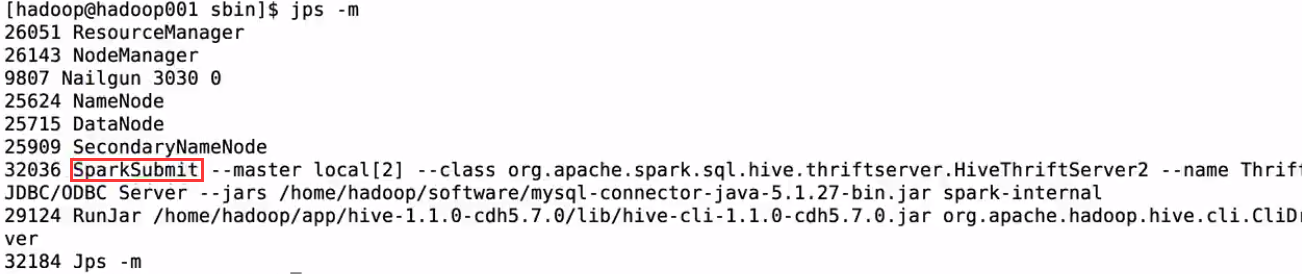 [hadoop@hadoop001 sbin]$ jps -m
26051 ResourceManager
26143 NodeManager
9807 Nailgun 3030 0
25624 NameNode
25715 DataNode
25909 SecondaryNameNode
32036 SparkSubmit --master local[2] --class org.apache.spark.sql.hive.thriftserver.HiveThriftServer2 --name Thrif
JDBC/ODBC Server --jars /home/hadoop/software/mysql-connector-java-5.1.27-bin.jar spark-internal
29124 RunJar /home/hadoop/app/hive-1.1.0-cdh5.7.0/lib/hive-cli-1.1.0-cdh5.7.0.jar org.apache.hadoop.hive.cli.CliD
ver
32184 Jps -m